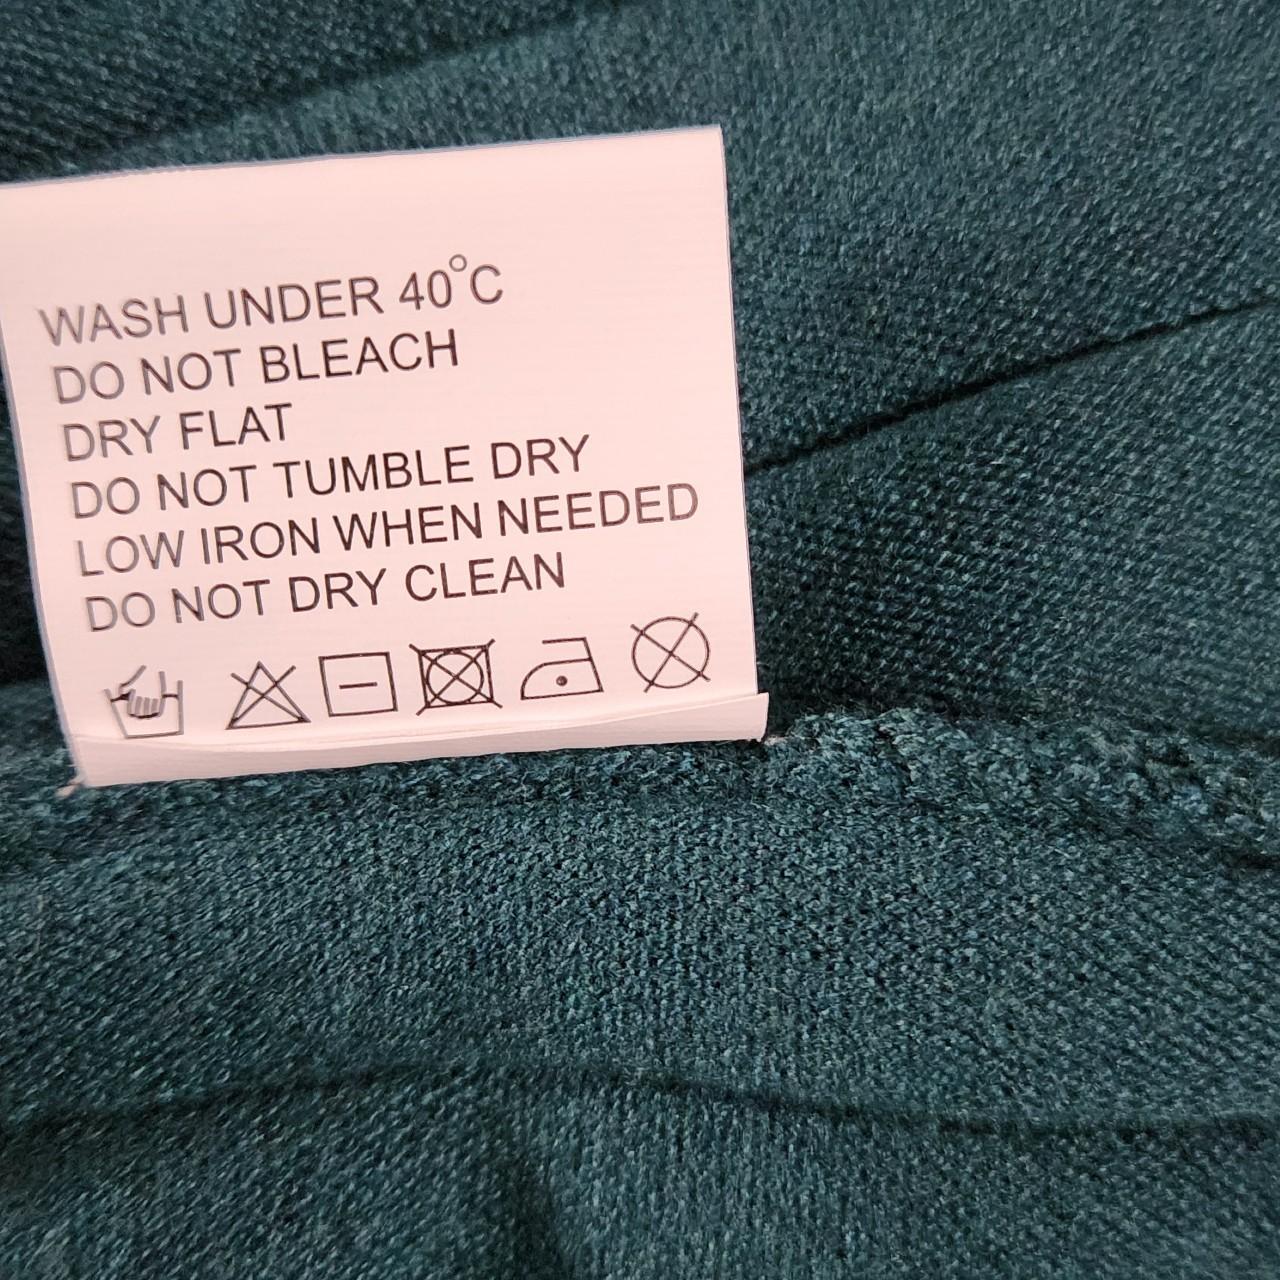 WASH UNDER 40°C
DO NOT BLEACH
DRY FLAT
DO NOT TUMBLE DRY
LOW IRON WHEN NEEDED
DO NOT DRY CLEAN